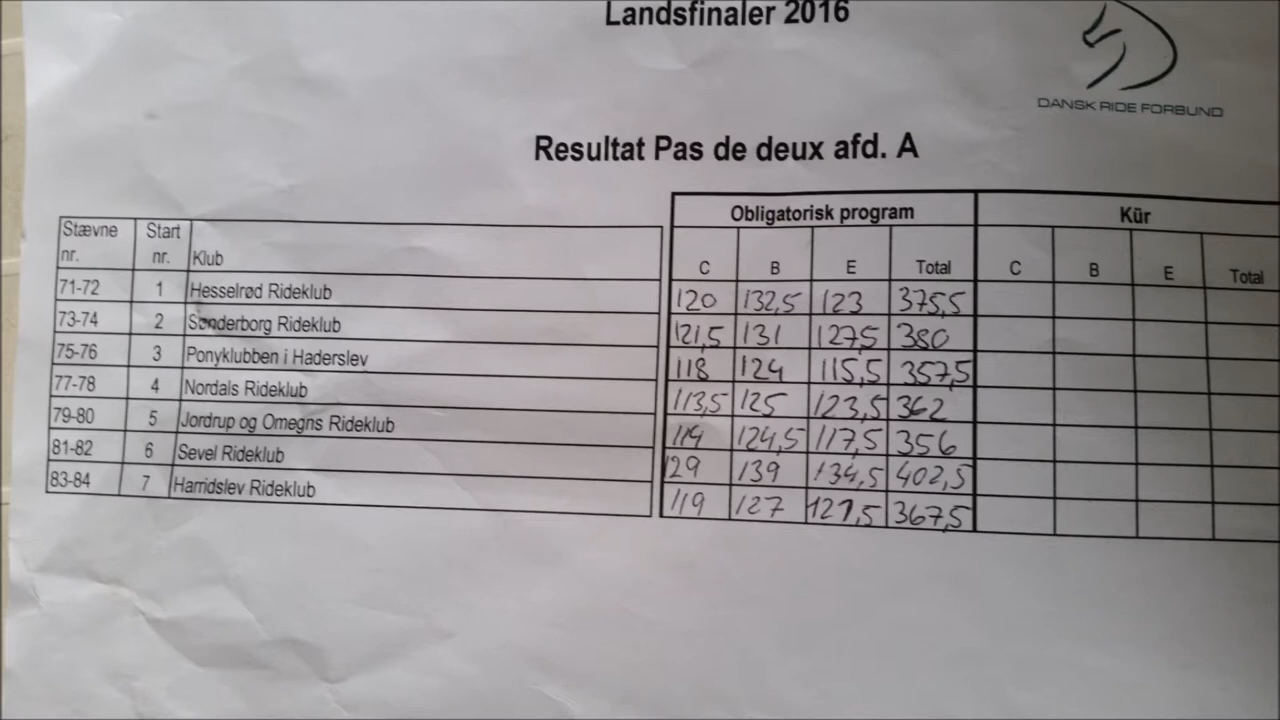 Landsfinaler 2016
DANSK RIDE FORBUND
Resultat Pas de deux afd. A
Obligatorisk program Kür
Stævne nr. Start nr. Klub C B E Total C B E Total
71-72 1 Hesselrød Rideklub 120 132,5 123 375,5
73-74 2 Sønderborg Rideklub 121,5 131 127,5 380
75-76 3 Ponyklubben i Haderslev 118 124 115,5 357,5
77-78 4 Nordals Rideklub 113,5 125 123,5 362
79-80 5 Jordrup og Omegns Rideklub 114 124,5 117,5 356
81-82 6 Sevel Rideklub 129 139 134,5 402,5
83-84 7 Harridslev Rideklub 119 127 121,5 367,5